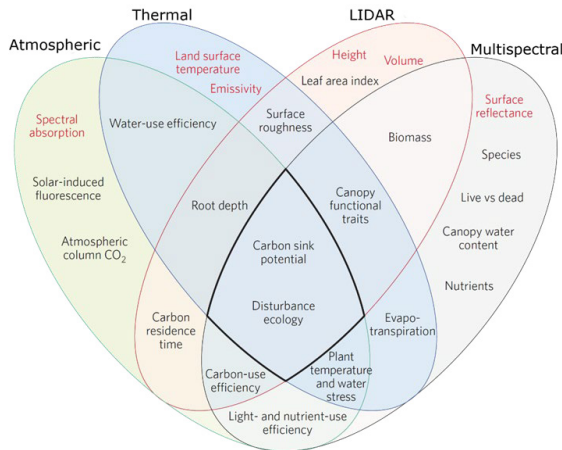 Thermal
LIDAR
Atmospheric
Multispectral
Land surface
temperature
Emissivity
Height
Volume
Leaf area index
Spectral
absorption
Water-use efficiency
Surface
roughness
Biomass
Surface
reflectance
Species
Solar-induced
fluorescence
Root depth
Canopy
functional
traits
Live vs dead
Atmospheric
column CO₂
Carbon sink
potential
Canopy water
content
Nutrients
Carbon
residence
time
Disturbance
ecology
Evapo-
transpiration
Carbon-use
efficiency
Plant
temperature
and water
stress
Light- and nutrient-use
efficiency